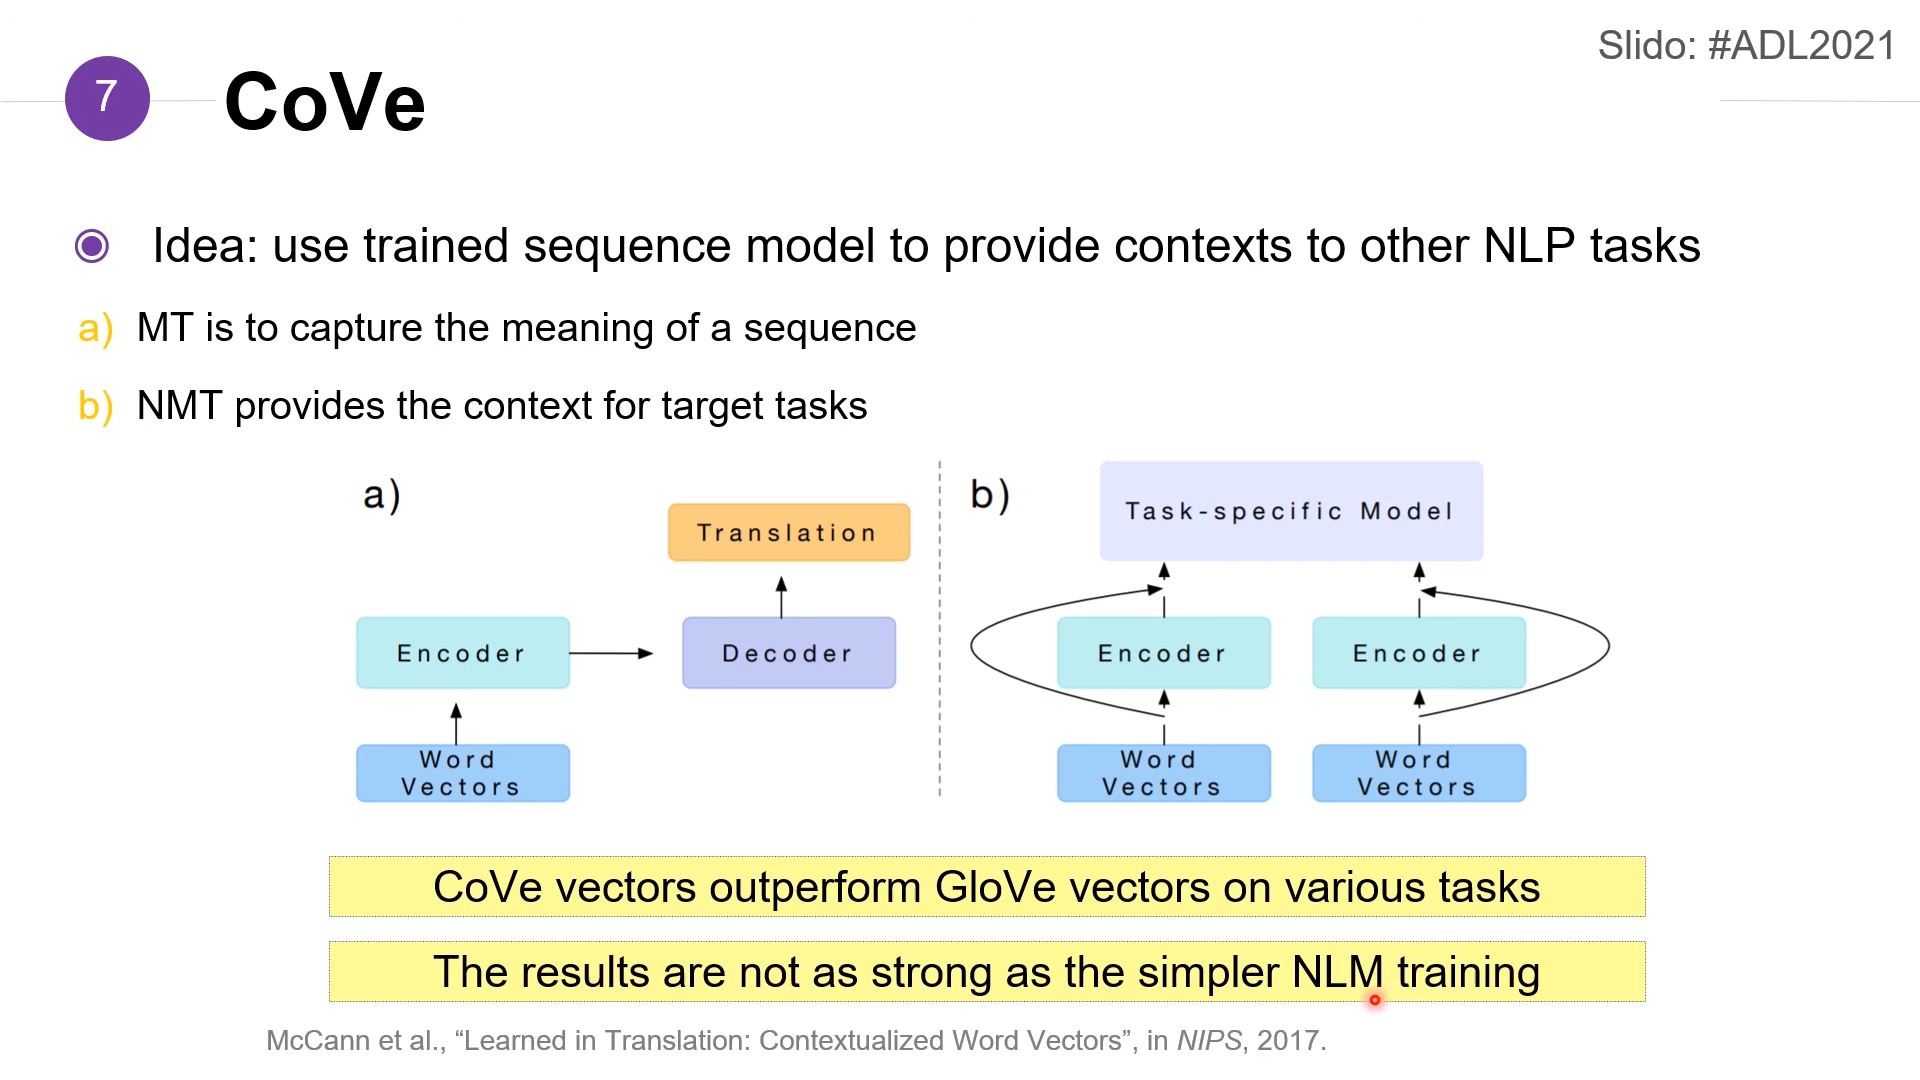 Slido: #ADL2021
7
CoVe
Idea: use trained sequence model to provide contexts to other NLP tasks
a) MT is to capture the meaning of a sequence
b) NMT provides the context for target tasks
a)
Translation
Encoder
Decoder
Word
Vectors
b)
Task-specific Model
Encoder
Encoder
Word
Vectors
Word
Vectors
CoVe vectors outperform GloVe vectors on various tasks
The results are not as strong as the simpler NLM training
McCann et al., “Learned in Translation: Contextualized Word Vectors”, in NIPS, 2017.